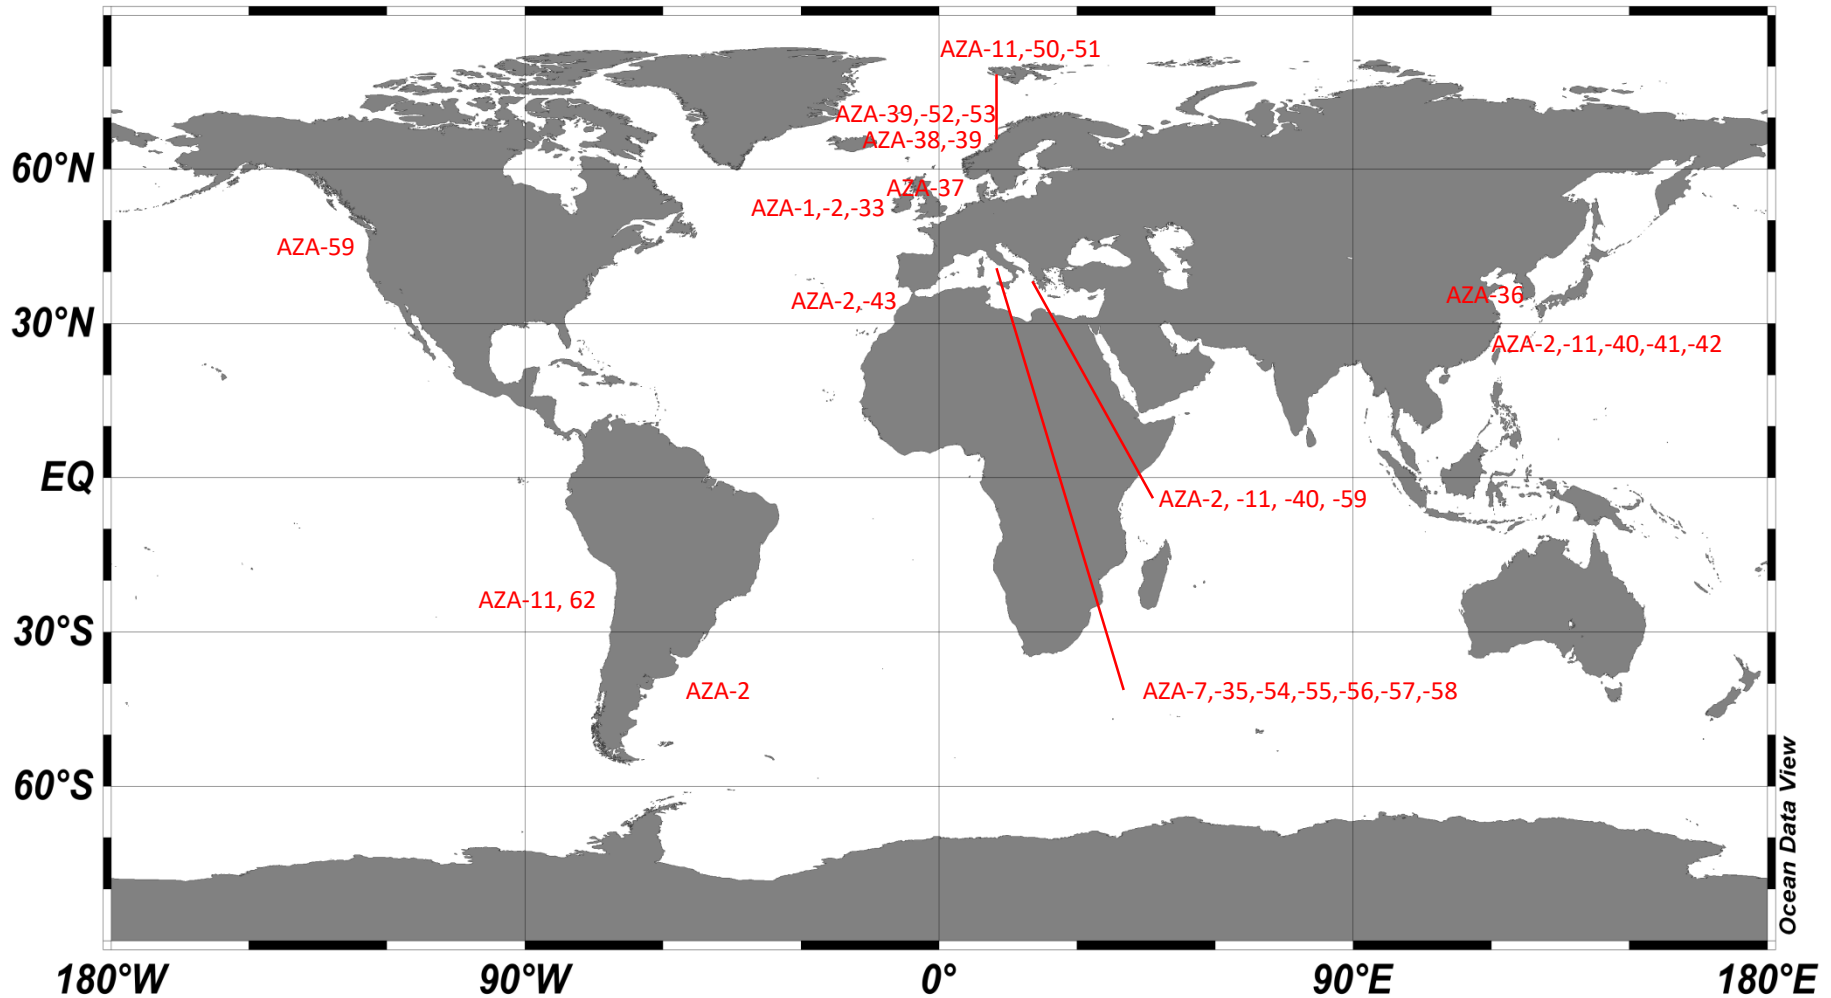 AZA-11,-50,-51
AZA-39,-52,-53
AZA-38,-39
60°N
AZA-37
AZA-1,-2,-33
AZA-59
AZA-2,-43
AZA-36
30°N
AZA-2,-11,-40,-41,-42
EQ
AZA-2, -11, -40, -59
AZA-11, 62
30°S
AZA-2
AZA-7,-35,-54,-55,-56,-57,-58
60°S
Ocean Data View
180°W
90°W
0°
90°E
180°E